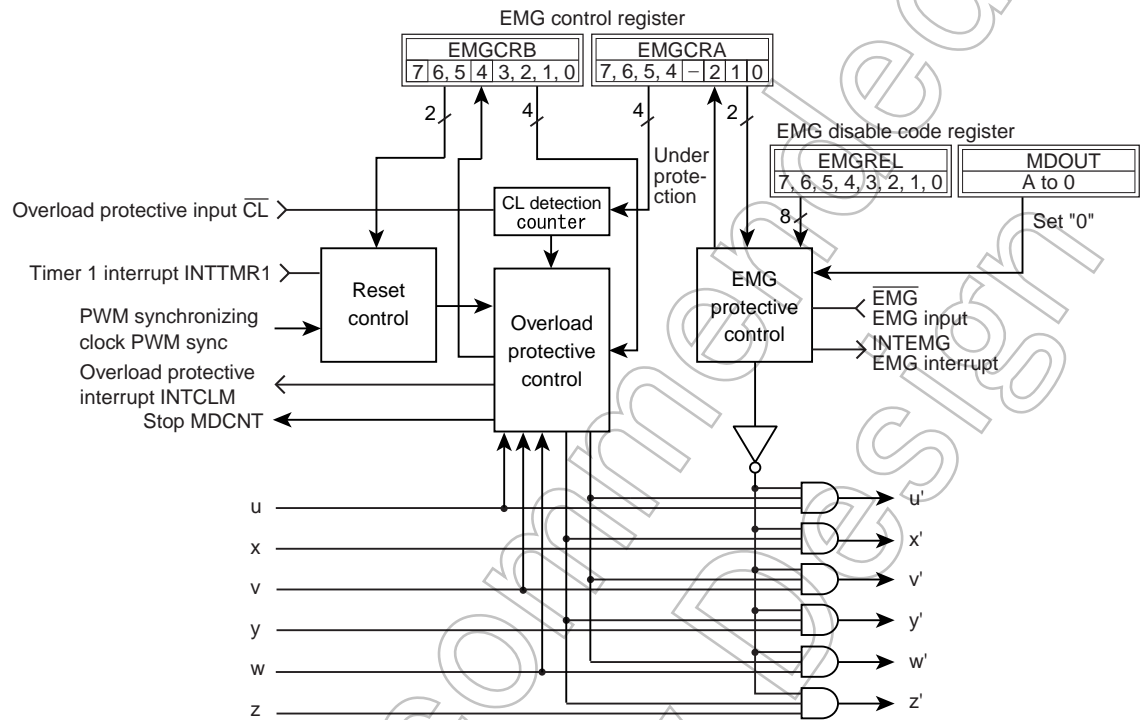 EMG control register
EMGCRB
7 6, 5 4 3, 2, 1, 0
EMGCRA
7, 6, 5, 4 – 2 1 0
2
4
4
2
Under
prote-
ction
EMG disable code register
EMGREL
7, 6, 5, 4, 3, 2, 1, 0
MDOUT
A to 0
8
Set "0"
Overload protective input C̅L̅
CL detection
counter
Timer 1 interrupt INTTMR1
Reset
control
PWM synchronizing
clock PWM sync
Overload
protective
control
EMG
protective
control
E̅M̅G̅
EMG input
INTEMG
EMG interrupt
Overload protective
interrupt INTCLM
Stop MDCNT
u
u'
x
x'
v
v'
y
y'
w
w'
z
z'
commended
Design